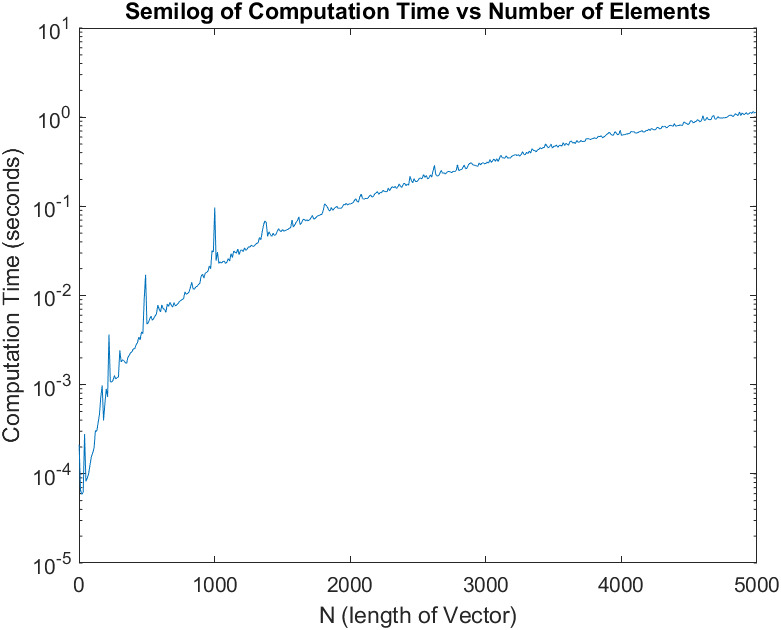 Semilog of Computation Time vs Number of Elements
10^1
10^0
10^-1
10^-2
10^-3
10^-4
10^-5
Computation Time (seconds)
0 1000 2000 3000 4000 5000
N (length of Vector)